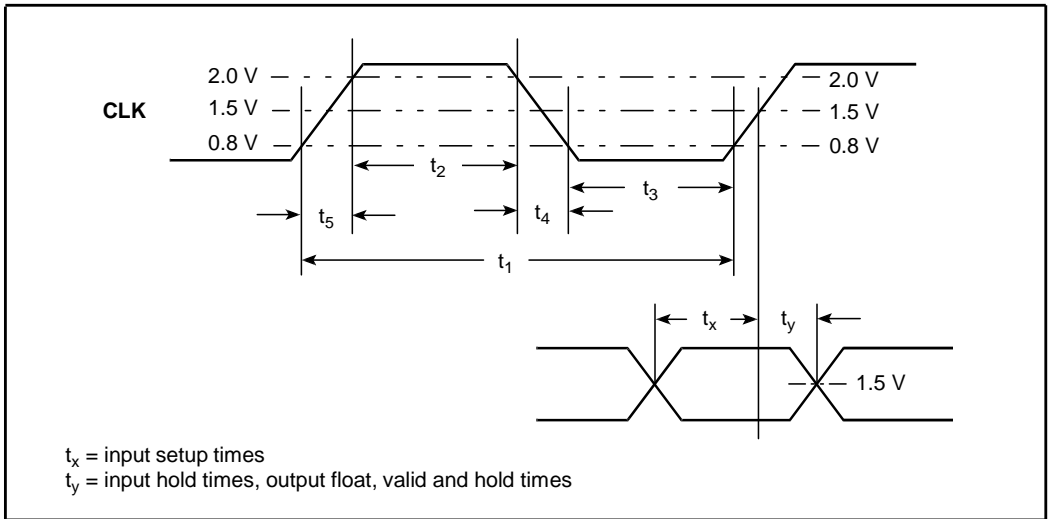 2.0 V
2.0 V
CLK
1.5 V
1.5 V
0.8 V
0.8 V
t2
t3
t5
t4
t1
tx
ty
1.5 V
tx = input setup times
ty = input hold times, output float, valid and hold times